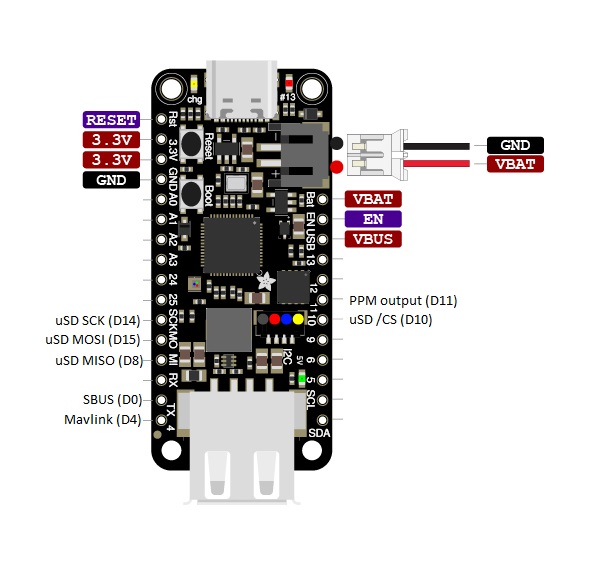 chg
#13
RESET
3.3V
3.3V
GND
Rst
3.3V
3.3V
GND
A0
A1
A2
A3
24
25
SCK
MO
MI
RX
TX
4
Reset
Boot
+
GND
VBAT
VBAT
EN
VBUS
Bat
EN
USB
13
12
11
10
9
6
5
SCL
SDA
I2C
5V
PPM output (D11)
uSD /CS (D10)
uSD SCK (D14)
uSD MOSI (D15)
uSD MISO (D8)
SBUS (D0)
Mavlink (D4)